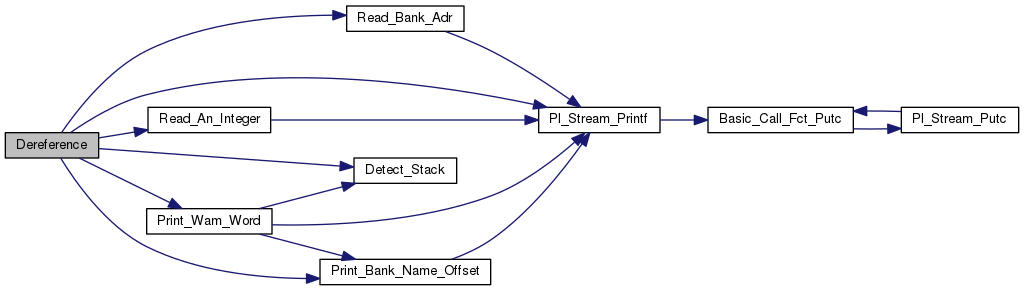 Read_Bank_Adr
Read_An_Integer
Pl_Stream_Printf
Basic_Call_Fct_Putc
Pl_Stream_Putc
Dereference
Detect_Stack
Print_Wam_Word
Print_Bank_Name_Offset